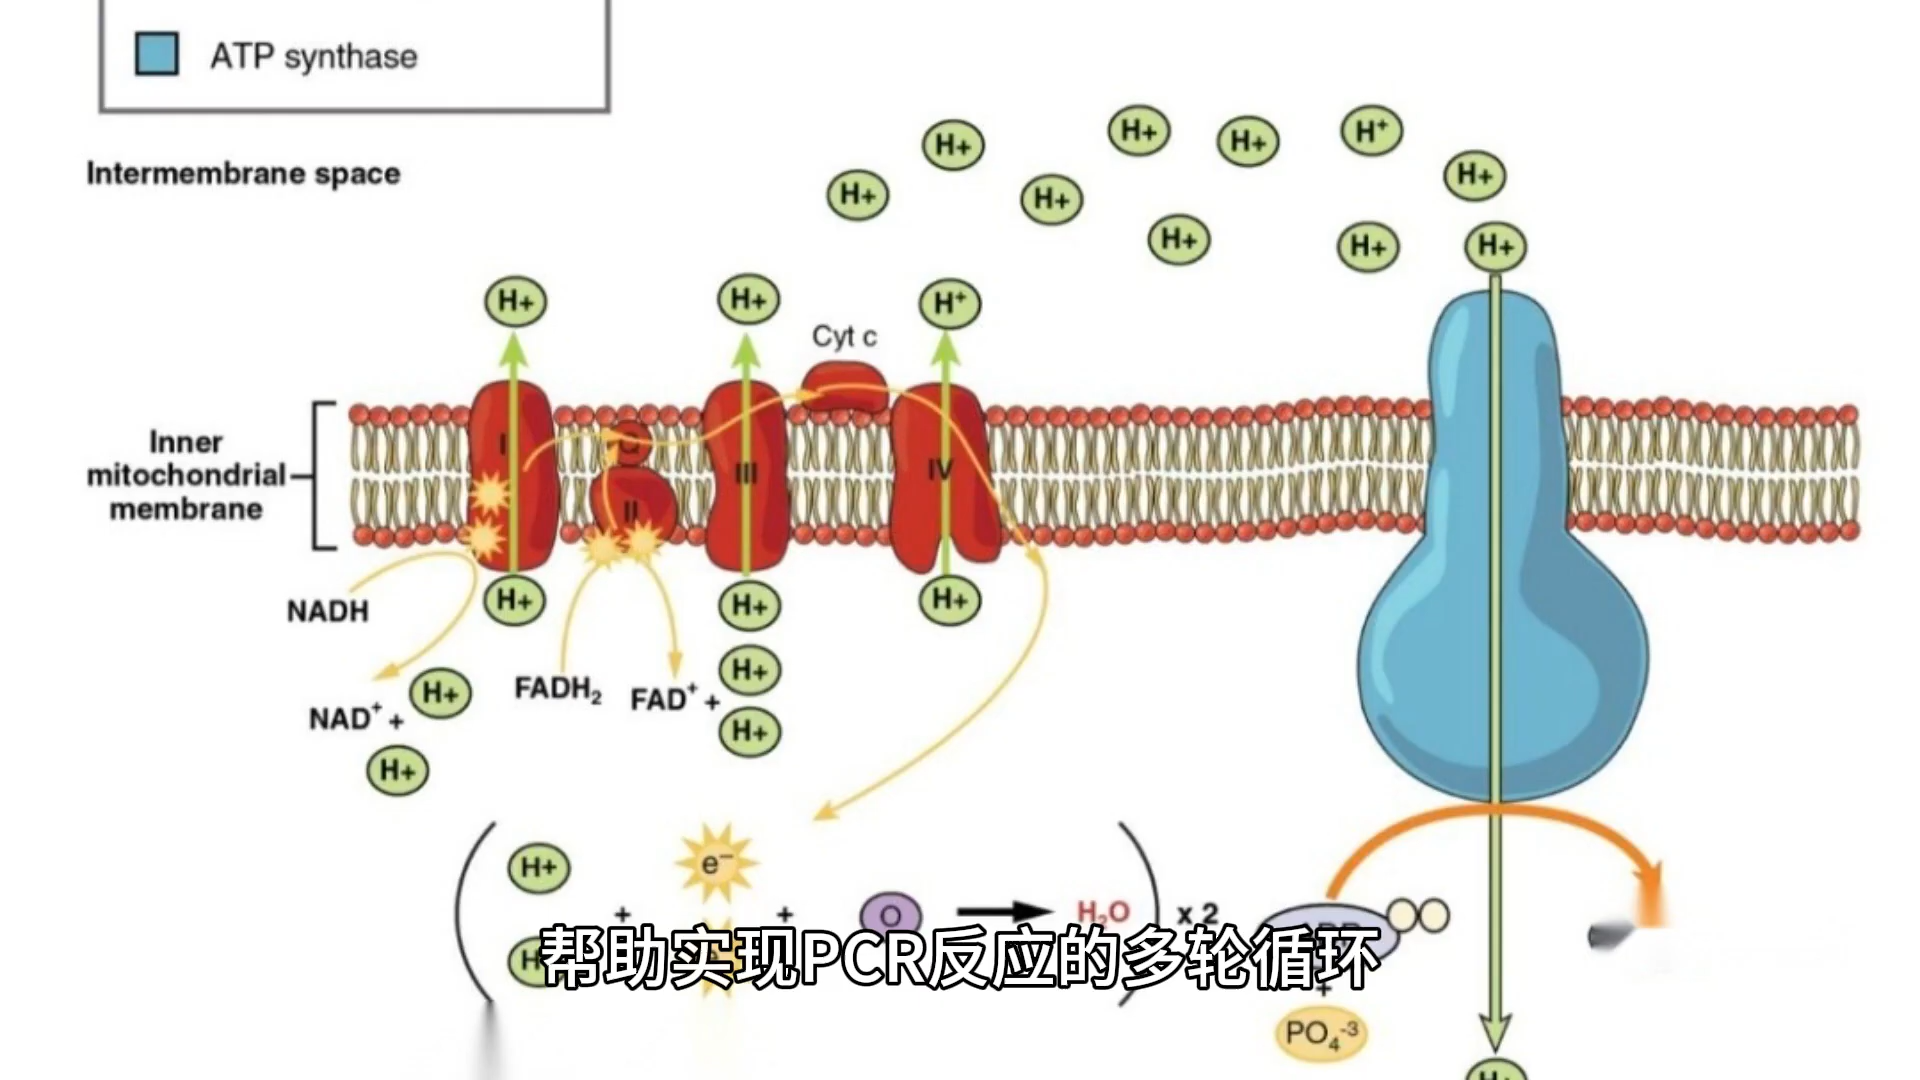 ATP synthase
Intermembrane space
H+ H+ H+ H⁺ H+
H+ H+ H+ H+ H+
H+ H+ H⁺
Cyt c
Inner
mitochondrial
membrane
I Q III IV
II
NADH
H+ H+ H+
NAD⁺ + H+
H+
FADH₂ FAD⁺ + H+
H+
H+ e⁻
+ + O H₂O x 2
帮助实现PCR反应的多轮循环
+
PO₄⁻³